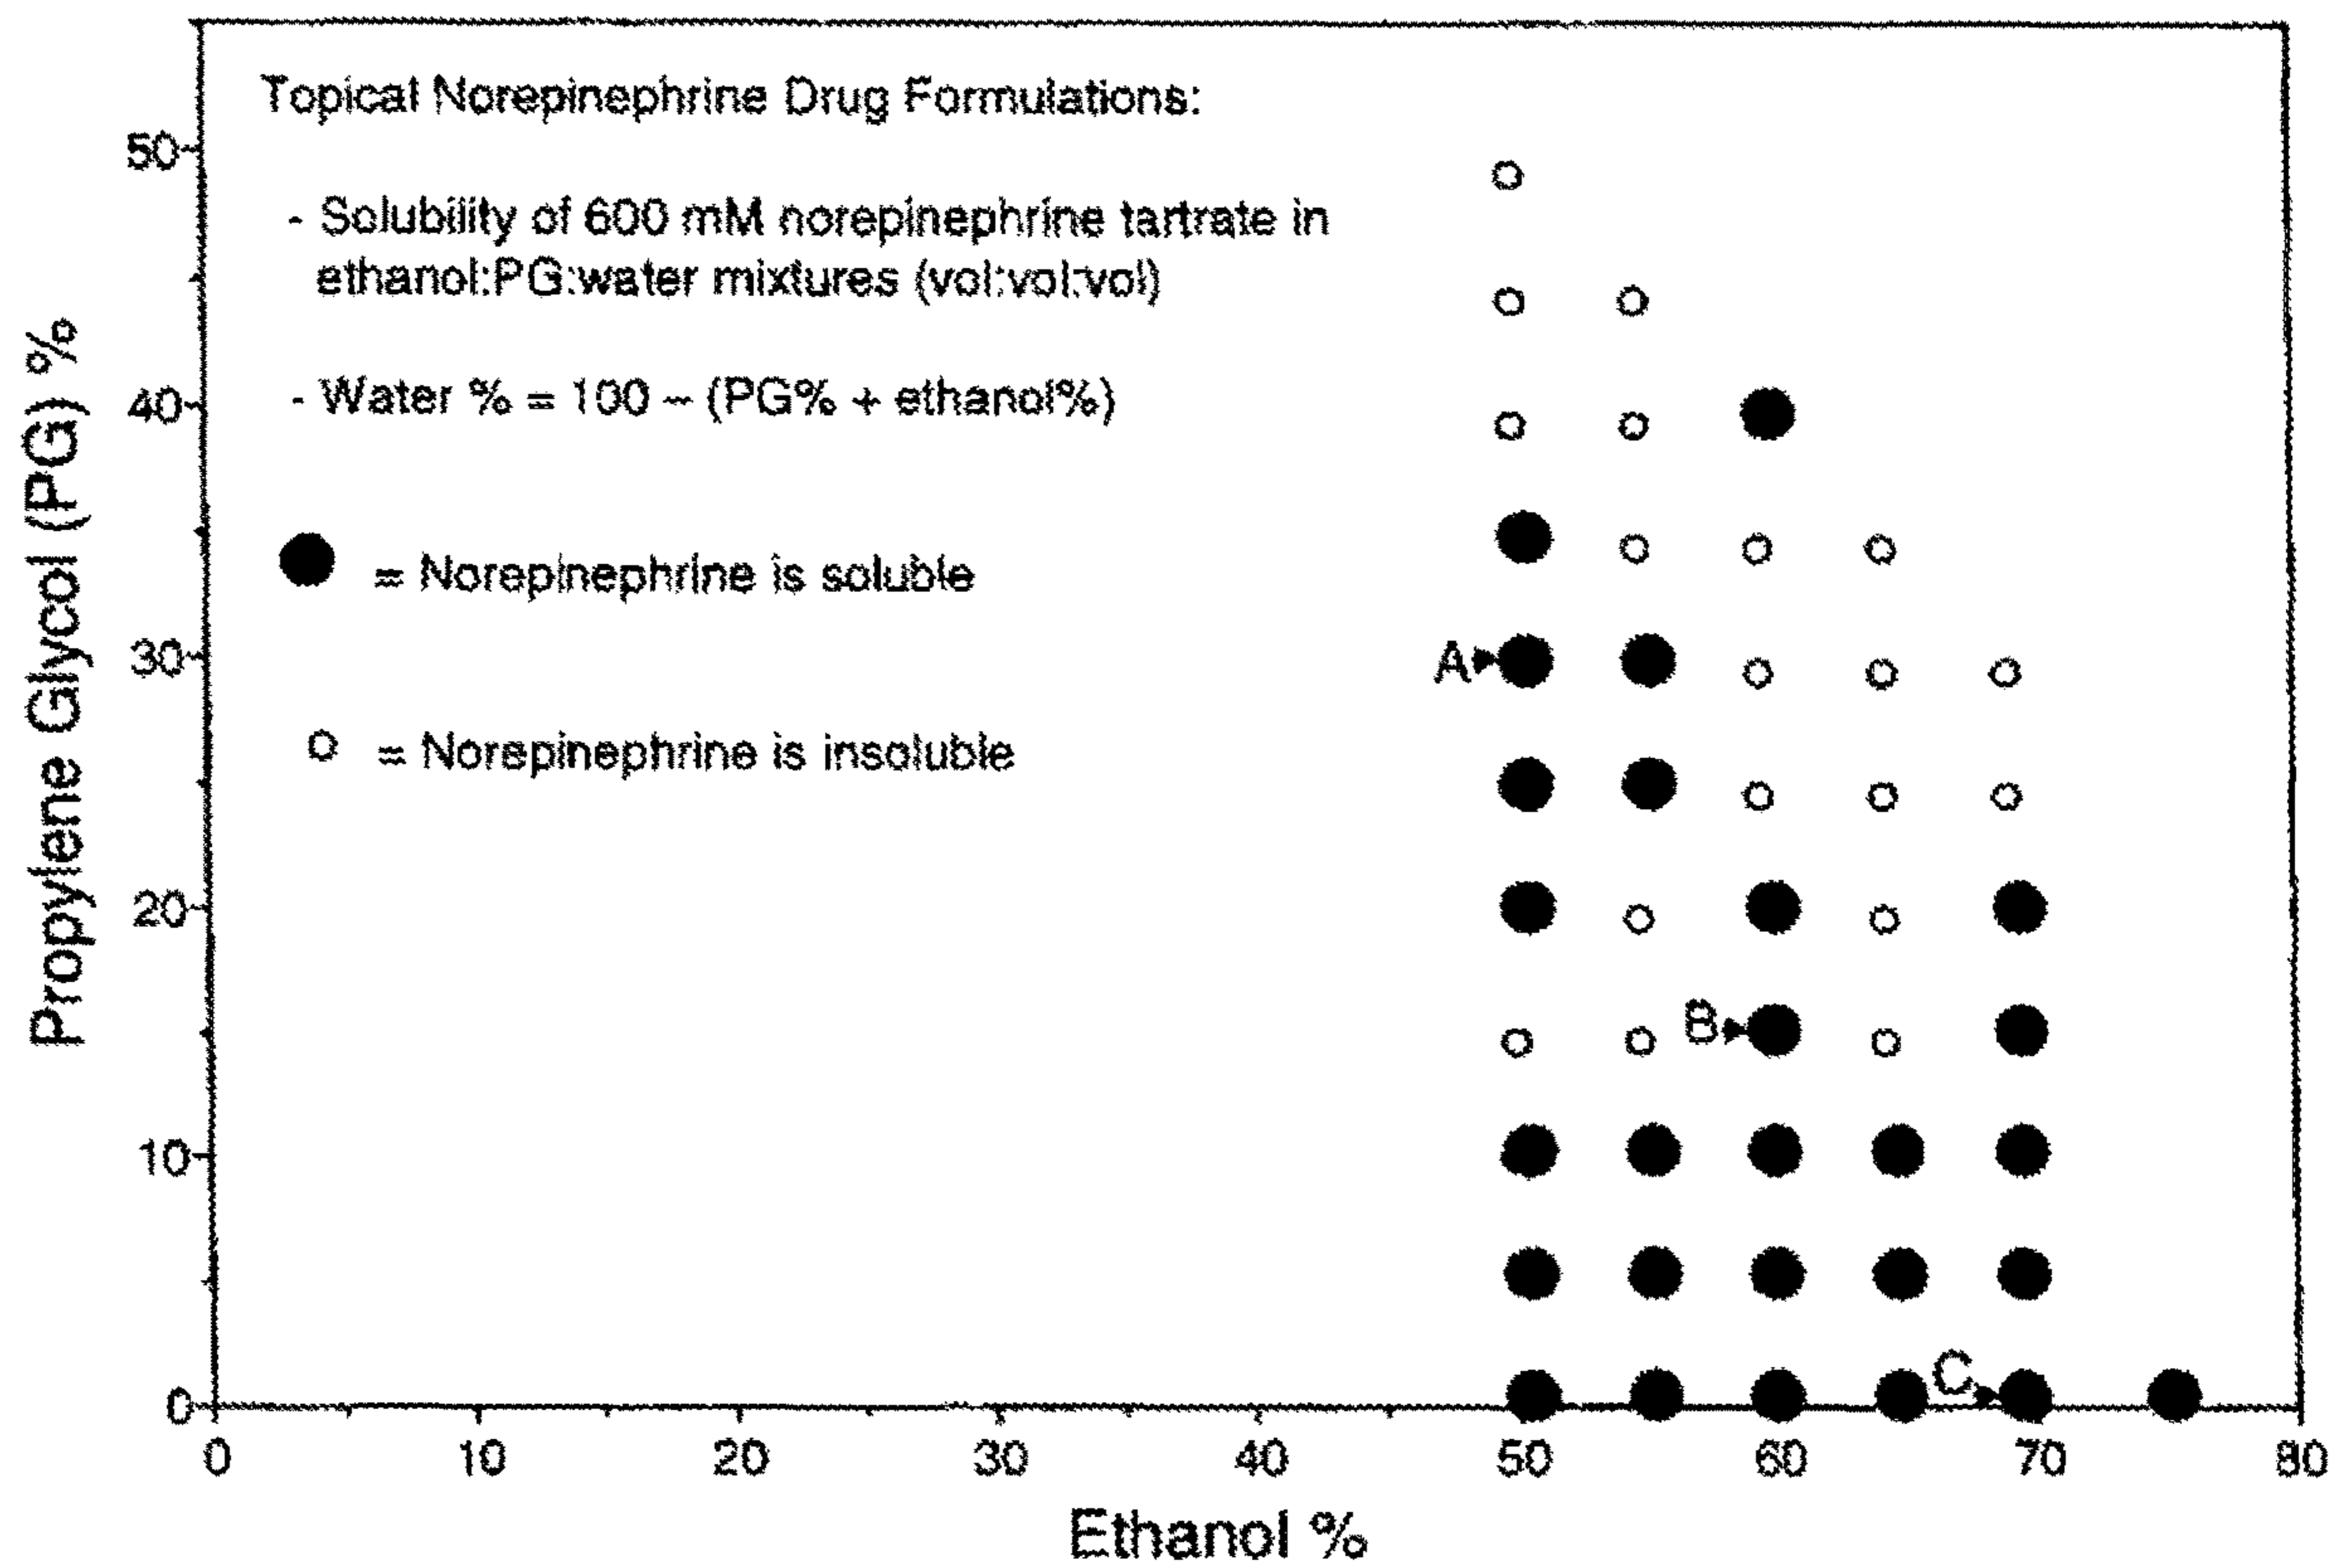 Topical Norepinephrine Drug Formulations:
- Solubility of 600 mM norepinephrine tartrate in
ethanol:PG:water mixtures (vol:vol:vol)
- Water % = 100 – (PG% + ethanol%)
= Norepinephrine is soluble
= Norepinephrine is insoluble
Propylene Glycol (PG) %
50
40
30
20
10
0
A
B
C
0 10 20 30 40 50 60 70 80
Ethanol %